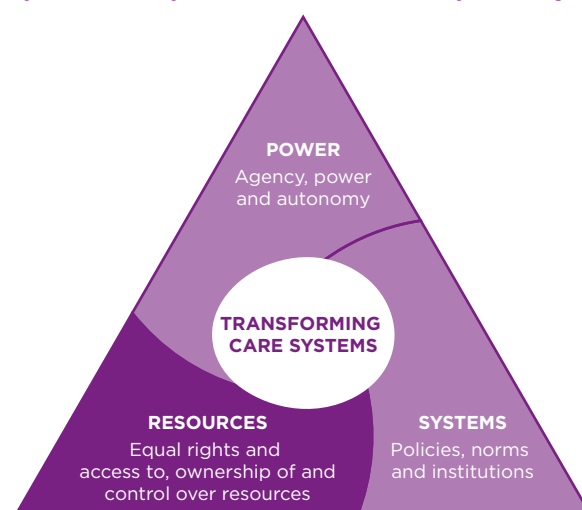 POWER
Agency, power
and autonomy
TRANSFORMING
CARE SYSTEMS
RESOURCES
Equal rights and
access to, ownership of and
control over resources
SYSTEMS
Policies, norms
and institutions